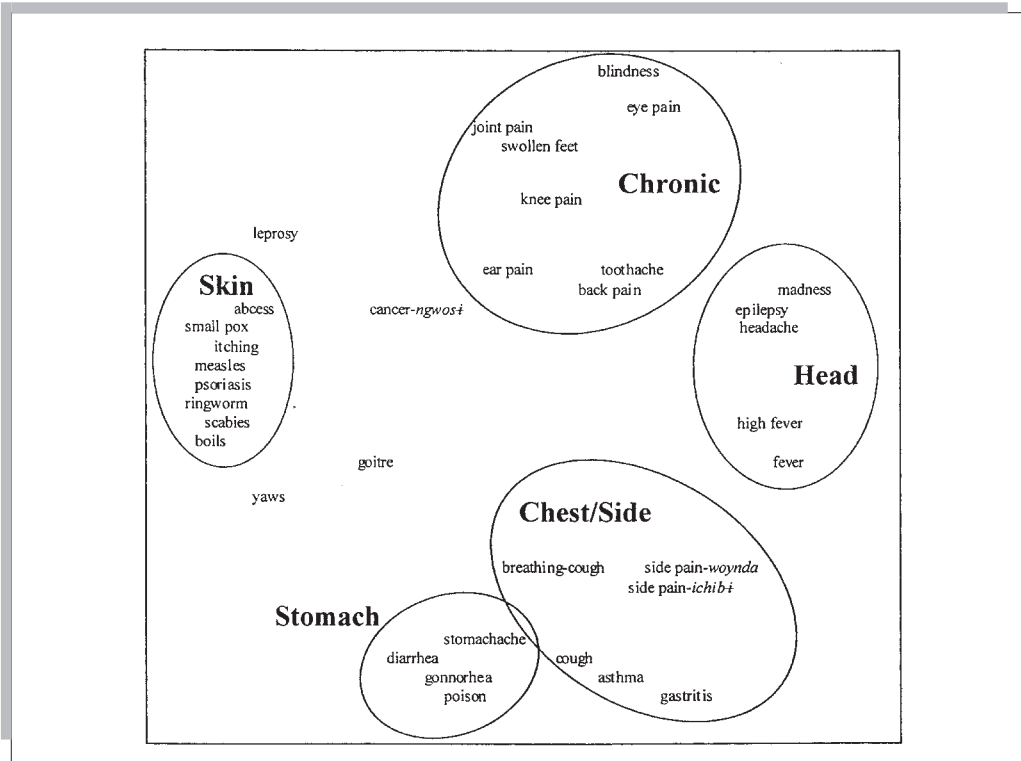 blindness
eye pain
joint pain
swollen feet
Chronic
knee pain
leprosy
ear pain
toothache
back pain
Skin
abcess
small pox
itching
measles
psoriasis
ringworm
scabies
boils
cancer-ngwosɨ
madness
epilepsy
headache
Head
high fever
fever
goitre
yaws
Chest/Side
breathing-cough
side pain-woynda
side pain-ichibɨ
Stomach
stomachache
diarrhea
gonnorhea
poison
cough
asthma
gastritis